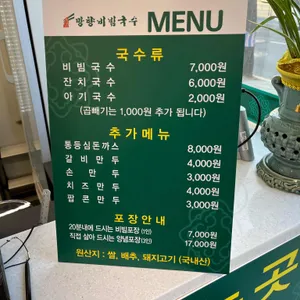 망향비빔국수 MENU
국수류
비빔국수 7,000원
잔치국수 6,000원
아기국수 2,000원
(곱빼기는 1,000원 추가 됩니다)
추가메뉴
통등심돈까스 8,000원
갈비만두 4,000원
손만두 3,000원
치즈만두 4,000원
팥콘만두 3,000원
포장안내
20분내에 드시는 비빔포장 (1인) 7,000원
직접 삶아 드시는 양념포장(3인) 17,000원
원산지 : 쌀, 배추, 돼지고기 (국내산)
곳